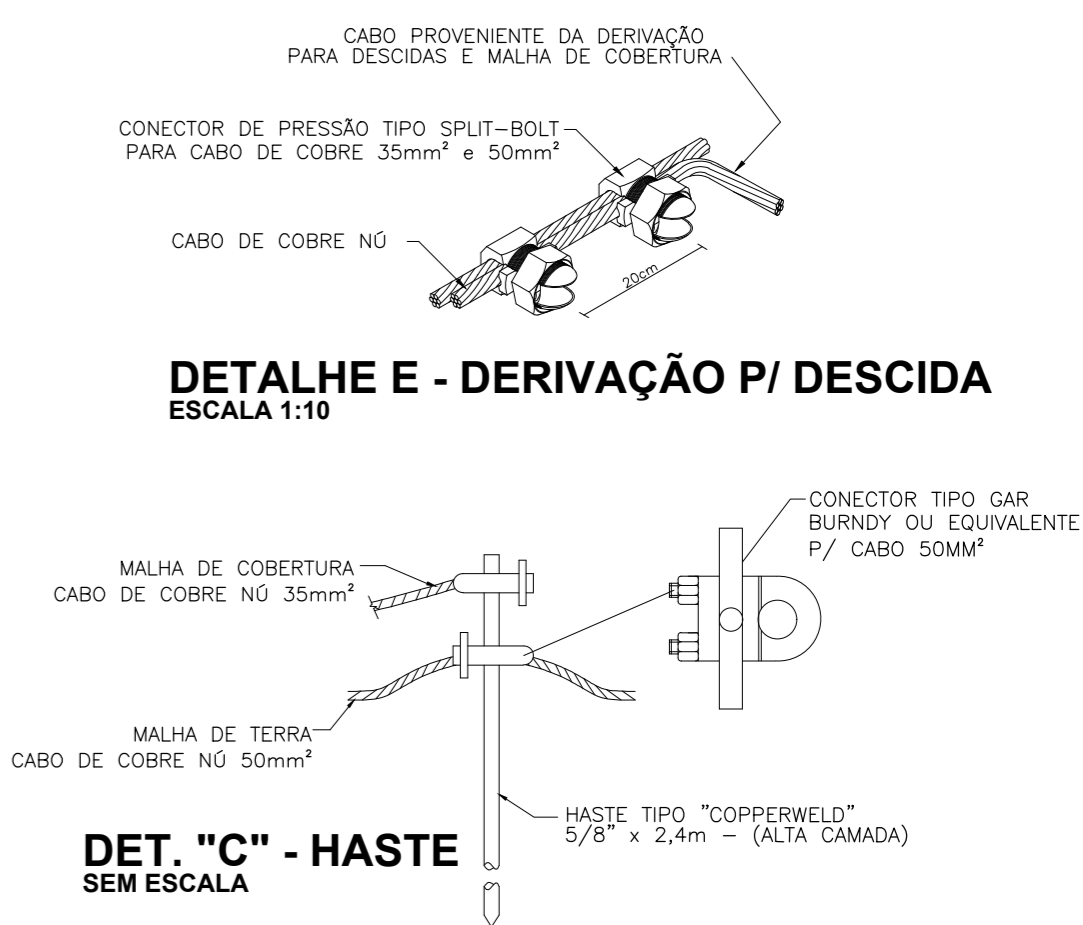 CABO PROVENIENTE DA DERIVAÇÃO
PARA DESCIDAS E MALHA DE COBERTURA
CONECTOR DE PRESSÃO TIPO SPLIT-BOLT
PARA CABO DE COBRE 35mm² e 50mm²
CABO DE COBRE NÚ
20cm
DETALHE E - DERIVAÇÃO P/ DESCIDA
ESCALA 1:10
CONECTOR TIPO GAR
BURNDY OU EQUIVALENTE
P/ CABO 50MM²
MALHA DE COBERTURA
CABO DE COBRE NÚ 35mm²
MALHA DE TERRA
CABO DE COBRE NÚ 50mm²
HASTE TIPO "COPPERWELD"
5/8" x 2,4m - (ALTA CAMADA)
DET. "C" - HASTE
SEM ESCALA